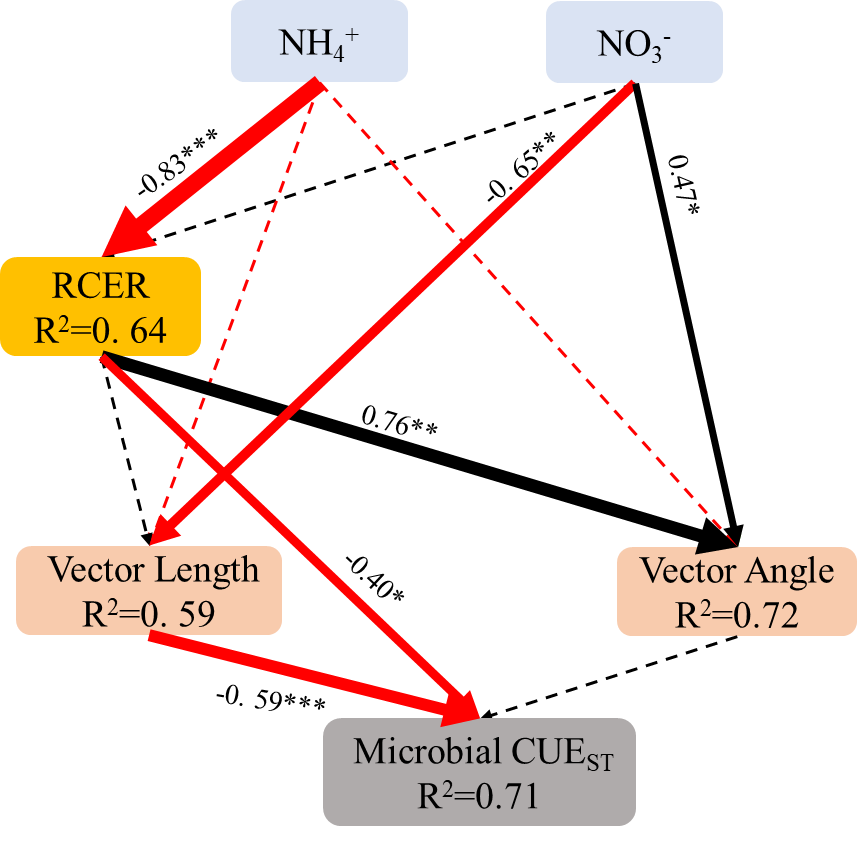 NH₄⁺
NO₃⁻
-0.83***
-0. 65**
0.47*
RCER
R²=0. 64
0.76**
-0.40*
Vector Length
R²=0. 59
Vector Angle
R²=0.72
-0. 59***
Microbial CUE_ST
R²=0.71